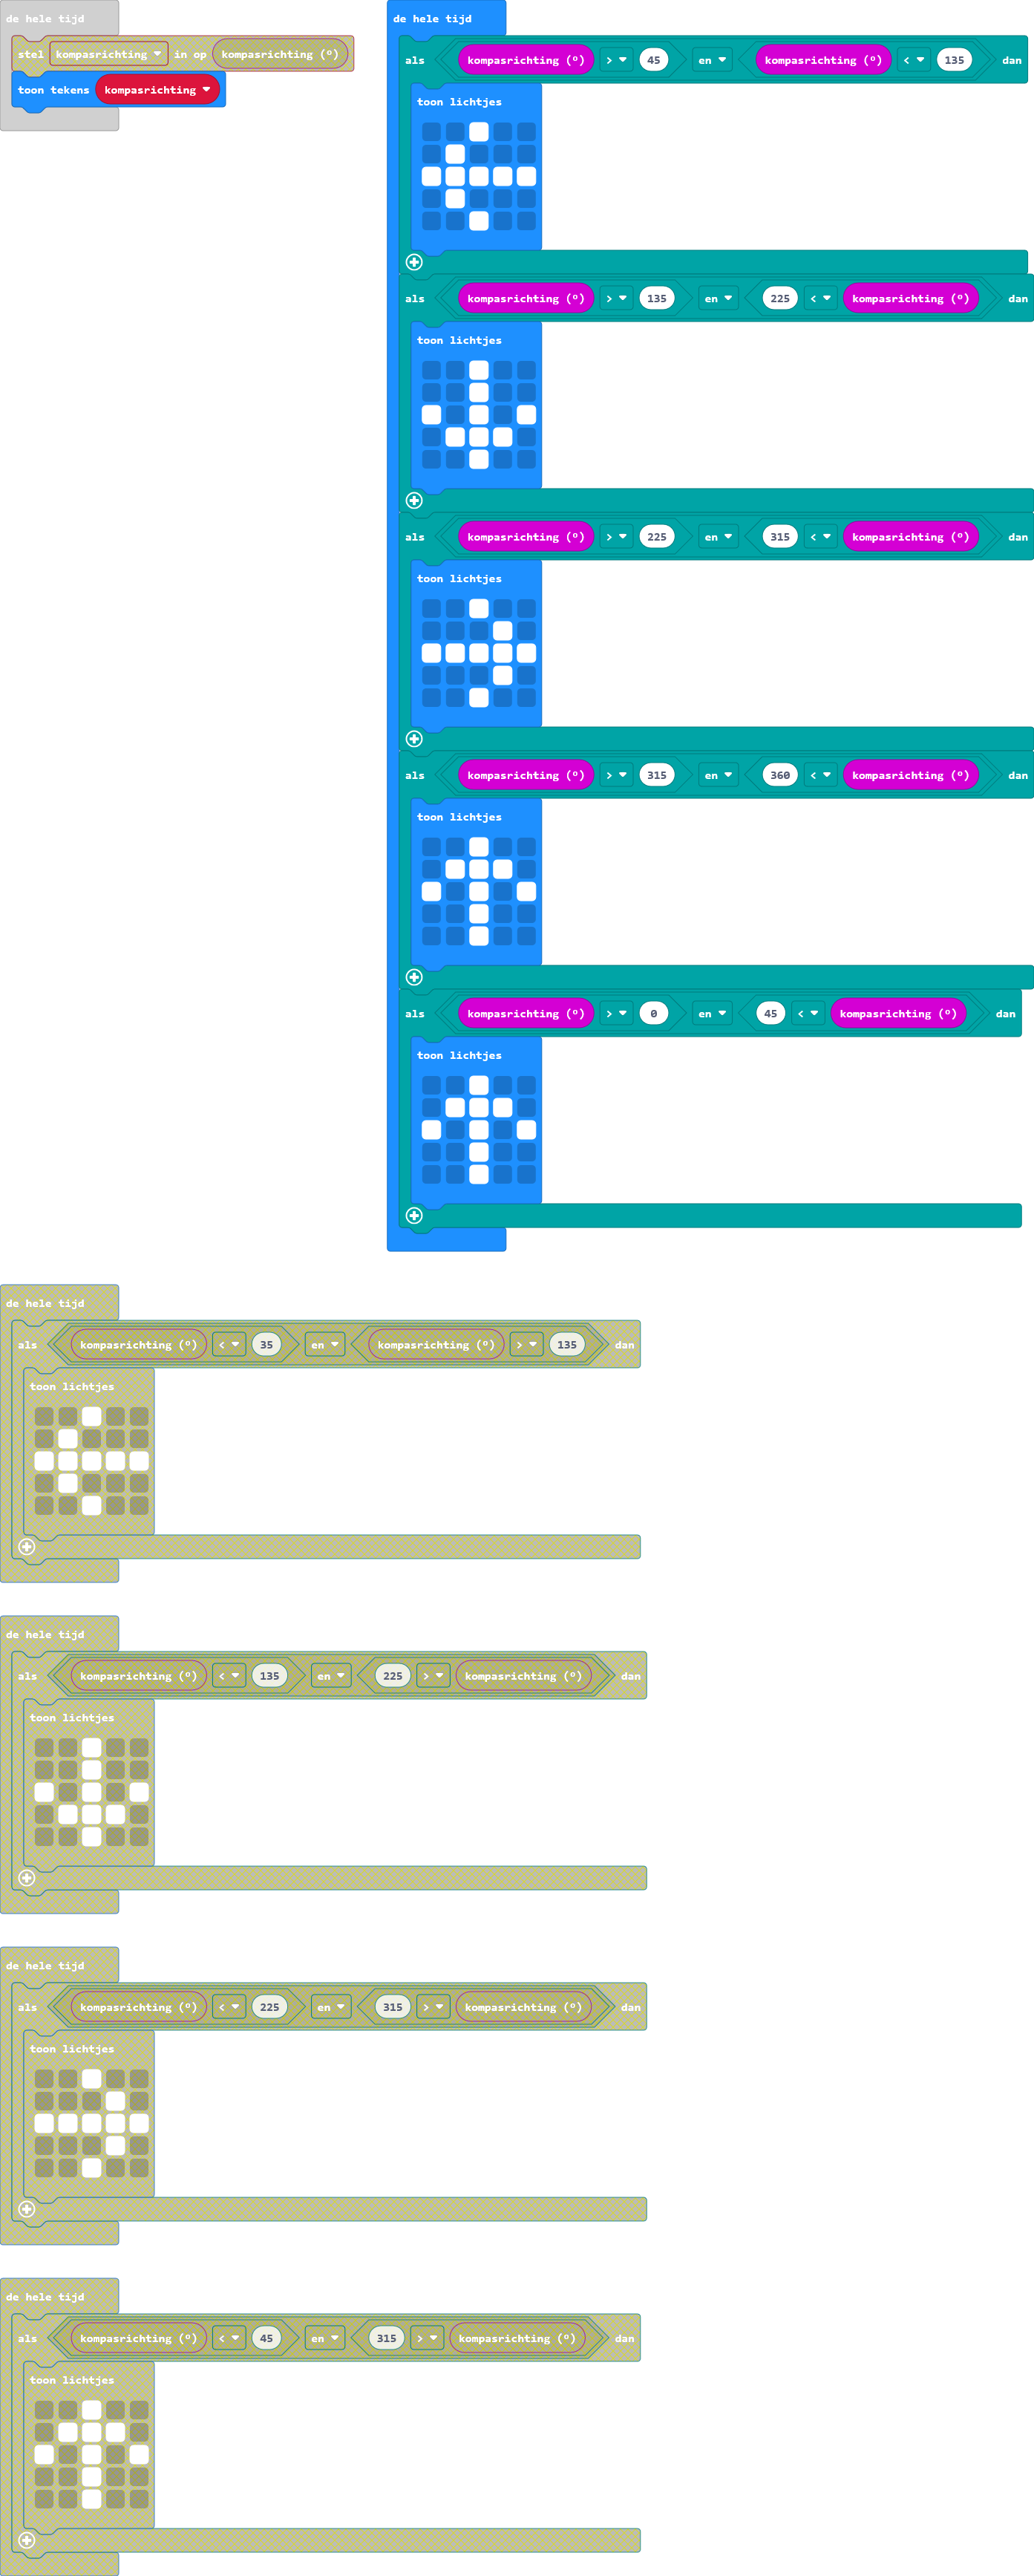 de hele tijd
stel kompasrichting in op kompasrichting (º)
toon tekens kompasrichting
de hele tijd
als kompasrichting (º) > 45 en kompasrichting (º) < 135 dan
toon lichtjes
als kompasrichting (º) > 135 en 225 < kompasrichting (º) dan
toon lichtjes
als kompasrichting (º) > 225 en 315 < kompasrichting (º) dan
toon lichtjes
als kompasrichting (º) > 315 en 360 < kompasrichting (º) dan
toon lichtjes
als kompasrichting (º) > 0 en 45 < kompasrichting (º) dan
toon lichtjes
de hele tijd
als kompasrichting (º) < 35 en kompasrichting (º) > 135 dan
toon lichtjes
de hele tijd
als kompasrichting (º) < 135 en 225 > kompasrichting (º) dan
toon lichtjes
de hele tijd
als kompasrichting (º) < 225 en 315 > kompasrichting (º) dan
toon lichtjes
de hele tijd
als kompasrichting (º) < 45 en 315 > kompasrichting (º) dan
toon lichtjes